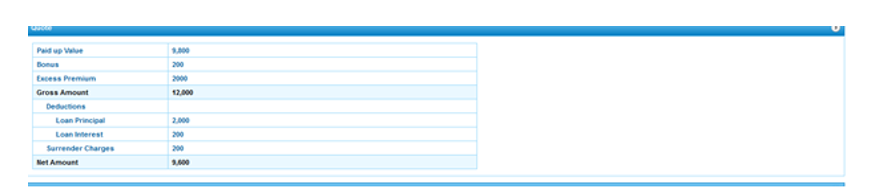 Quote
Paid up Value 9,800
Bonus 200
Excess Premium 2000
Gross Amount 12,000
Deductions
Loan Principal 2,000
Loan Interest 200
Surrender Charges 200
Net Amount 9,600